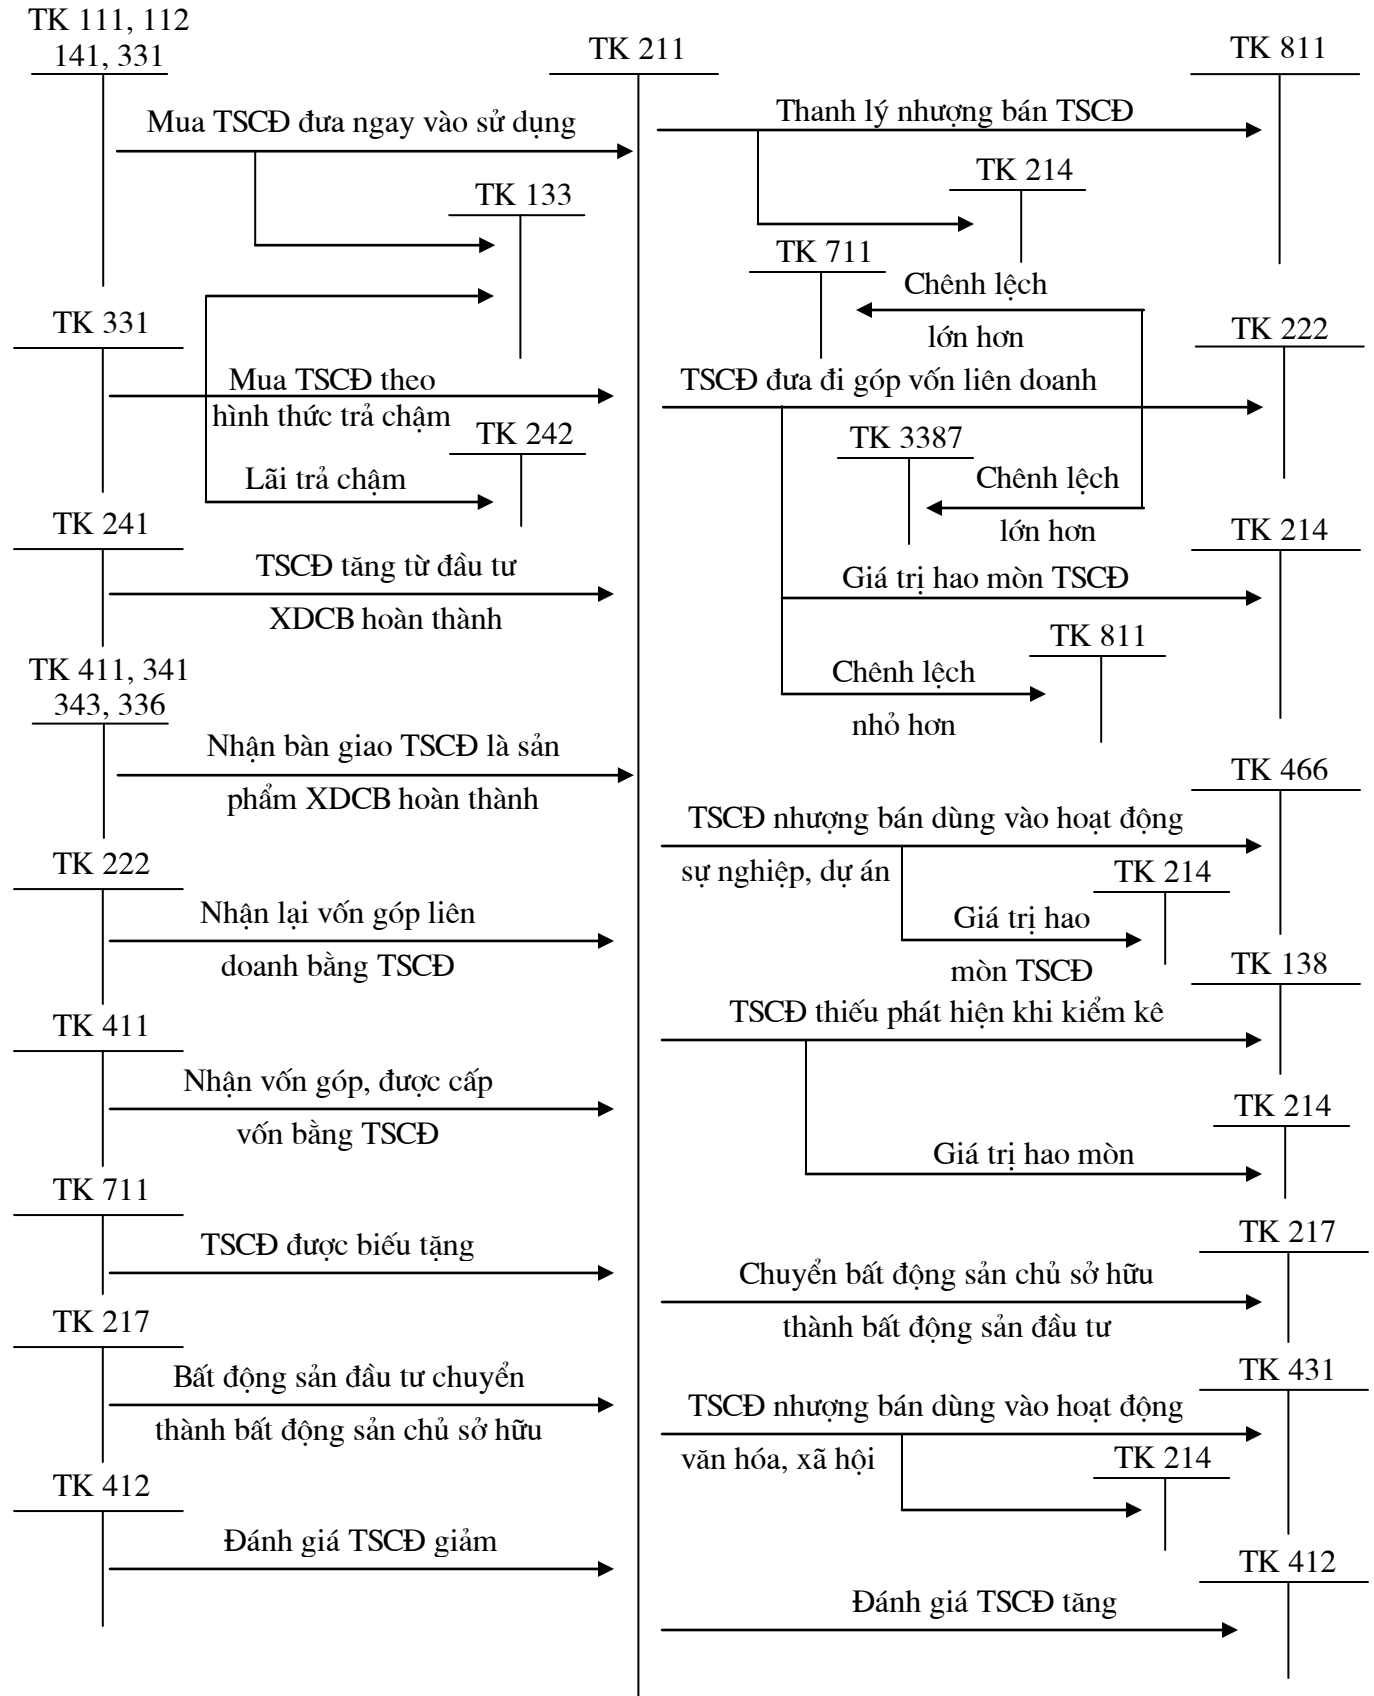 TK 111, 112
141, 331
TK 211
TK 811
Mua TSCĐ đưa ngay vào sử dụng
Thanh lý nhượng bán TSCĐ
TK 133
TK 214
TK 711
Chênh lệch
lớn hơn
TK 331
TK 222
Mua TSCĐ theo
hình thức trả chậm
TSCĐ đưa đi góp vốn liên doanh
TK 242
TK 3387
Lãi trả chậm
Chênh lệch
lớn hơn
TK 241
TK 214
TSCĐ tăng từ đầu tư
XDCB hoàn thành
Giá trị hao mòn TSCĐ
TK 811
TK 411, 341
343, 336
Chênh lệch
nhỏ hơn
Nhận bàn giao TSCĐ là sản
phẩm XDCB hoàn thành
TK 466
TSCĐ nhượng bán dùng vào hoạt động
sự nghiệp, dự án
TK 222
TK 214
Nhận lại vốn góp liên
doanh bằng TSCĐ
Giá trị hao
mòn TSCĐ
TK 138
TK 411
TSCĐ thiếu phát hiện khi kiểm kê
Nhận vốn góp, được cấp
vốn bằng TSCĐ
TK 214
Giá trị hao mòn
TK 711
TSCĐ được biếu tặng
TK 217
Chuyển bất động sản chủ sở hữu
thành bất động sản đầu tư
TK 217
Bất động sản đầu tư chuyển
thành bất động sản chủ sở hữu
TK 431
TSCĐ nhượng bán dùng vào hoạt động
văn hóa, xã hội
TK 214
TK 412
Đánh giá TSCĐ giảm
TK 412
Đánh giá TSCĐ tăng